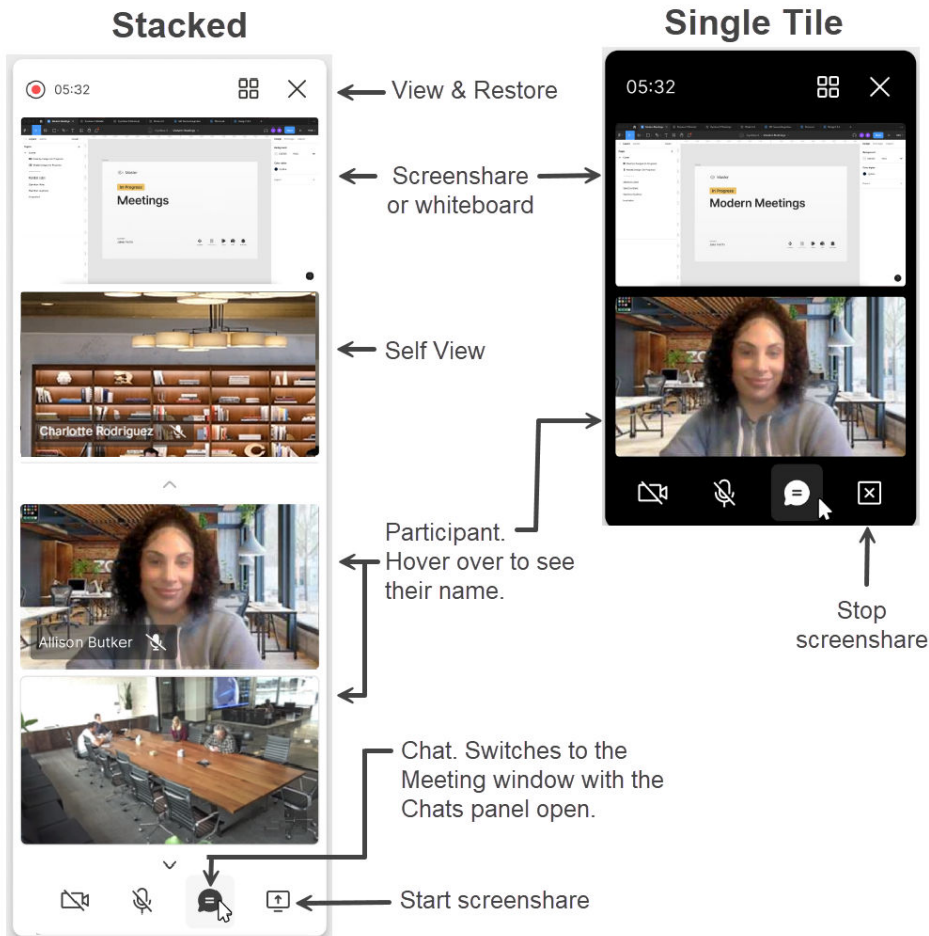 Stacked
Single Tile
05:32
View & Restore
05:32
Screenshare
or whiteboard
In Progress
Meetings
In Progress
Modern Meetings
Self View
Charlotte Rodriguez
Participant.
Hover over to see
their name.
Allison Butker
Stop
screenshare
Chat. Switches to the
Meeting window with the
Chats panel open.
Start screenshare